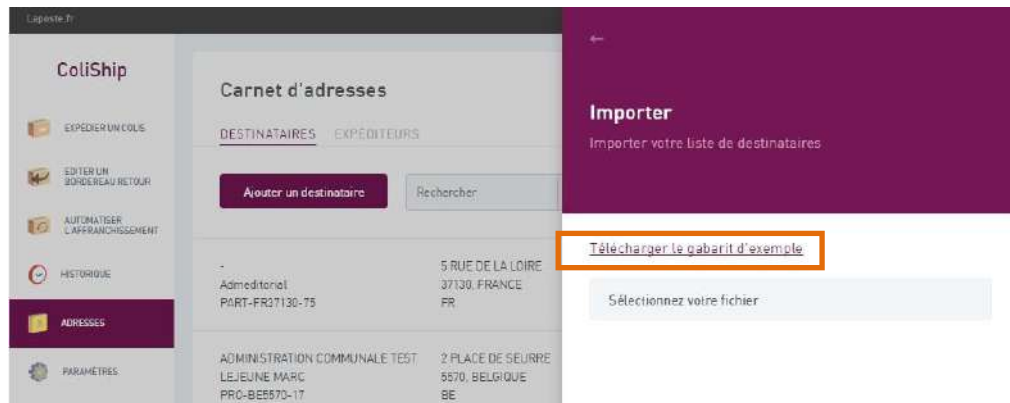 Laposte.fr
ColiShip
EXPÉDIER UN COLIS
EDITER UN
BORDEREAU RETOUR
AUTOMATISER
L'AFFRANCHISSEMENT
HISTORIQUE
ADRESSES
PARAMÈTRES
Carnet d'adresses
DESTINATAIRES EXPÉDITEURS
Ajouter un destinataire
Rechercher
-
Admeditorial
PART-FR37130-75
5 RUE DE LA LOIRE
37130, FRANCE
FR
ADMINISTRATION COMMUNALE TEST
LEJEUNE MARC
PRO-BE5570-17
2 PLACE DE SEURRE
5570, BELGIQUE
BE
←
Importer
Importer votre liste de destinataires
Télécharger le gabarit d'exemple
Sélectionnez votre fichier